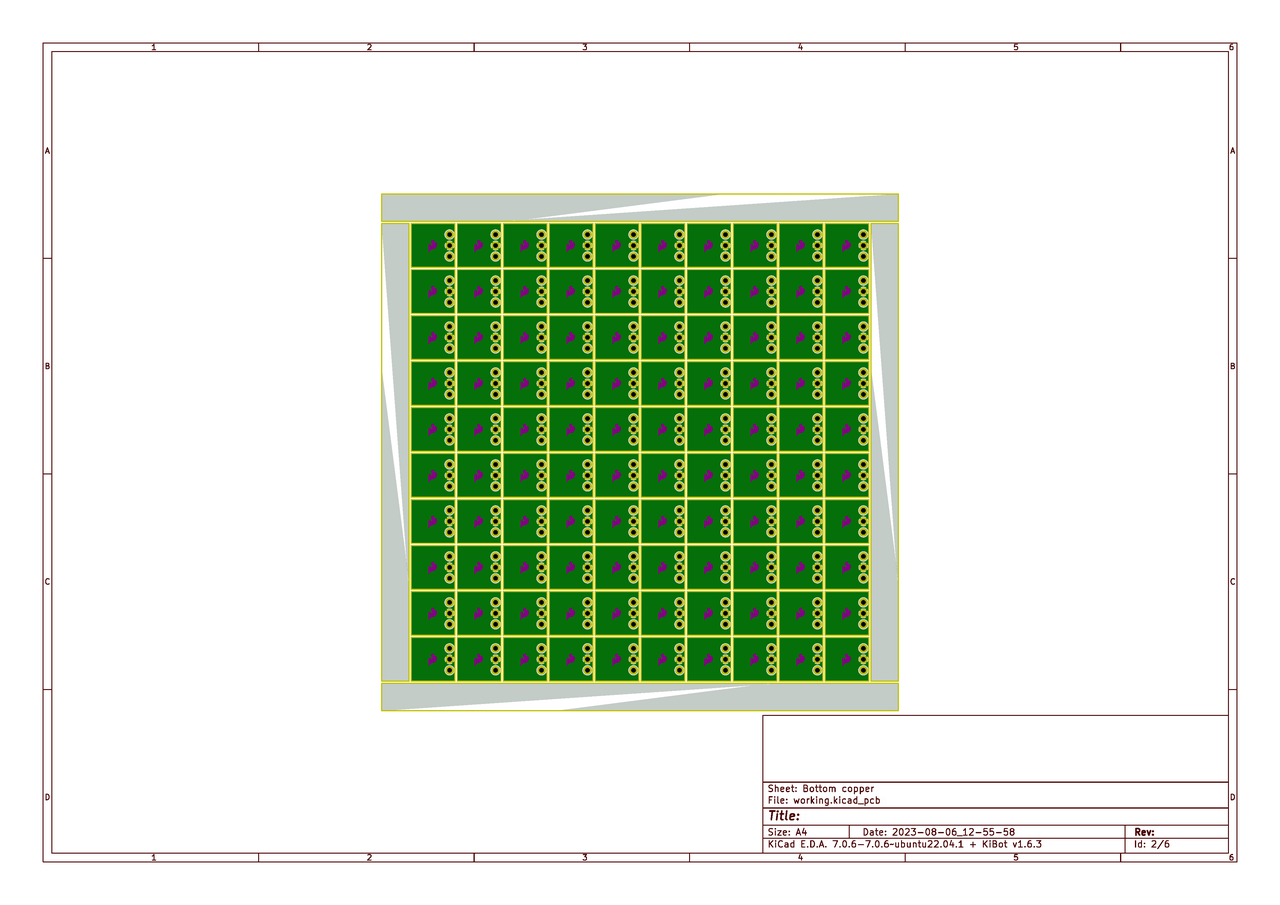 1 2 3 4 5 6
A A
B B
C C
D D
Sheet: Bottom copper
File: working.kicad_pcb
Title:
Size: A4 Date: 2023-08-06_12-55-58 Rev:
KiCad E.D.A. 7.0.6-7.0.6~ubuntu22.04.1 + KiBot v1.6.3 Id: 2/6
1 2 3 4 5 6